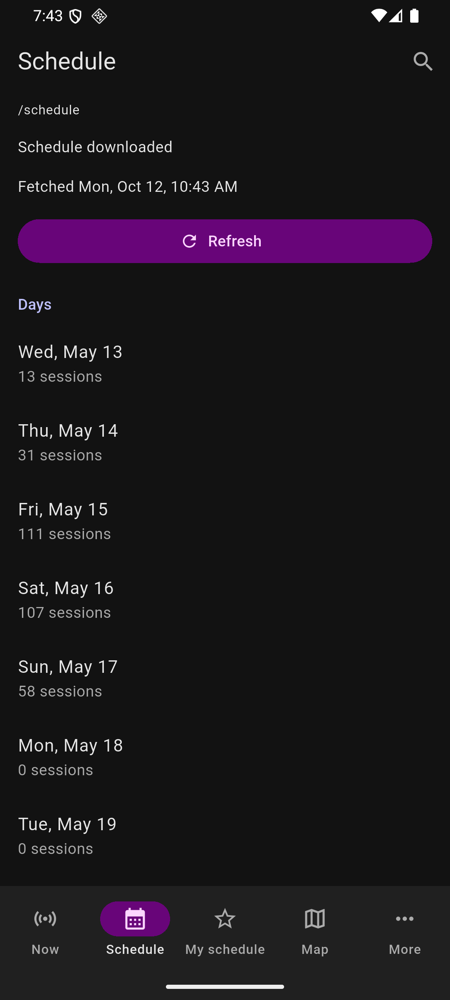 7:43
Schedule
/schedule
Schedule downloaded
Fetched Mon, Oct 12, 10:43 AM
Refresh
Days
Wed, May 13
13 sessions
Thu, May 14
31 sessions
Fri, May 15
111 sessions
Sat, May 16
107 sessions
Sun, May 17
58 sessions
Mon, May 18
0 sessions
Tue, May 19
0 sessions
Now Schedule My schedule Map More